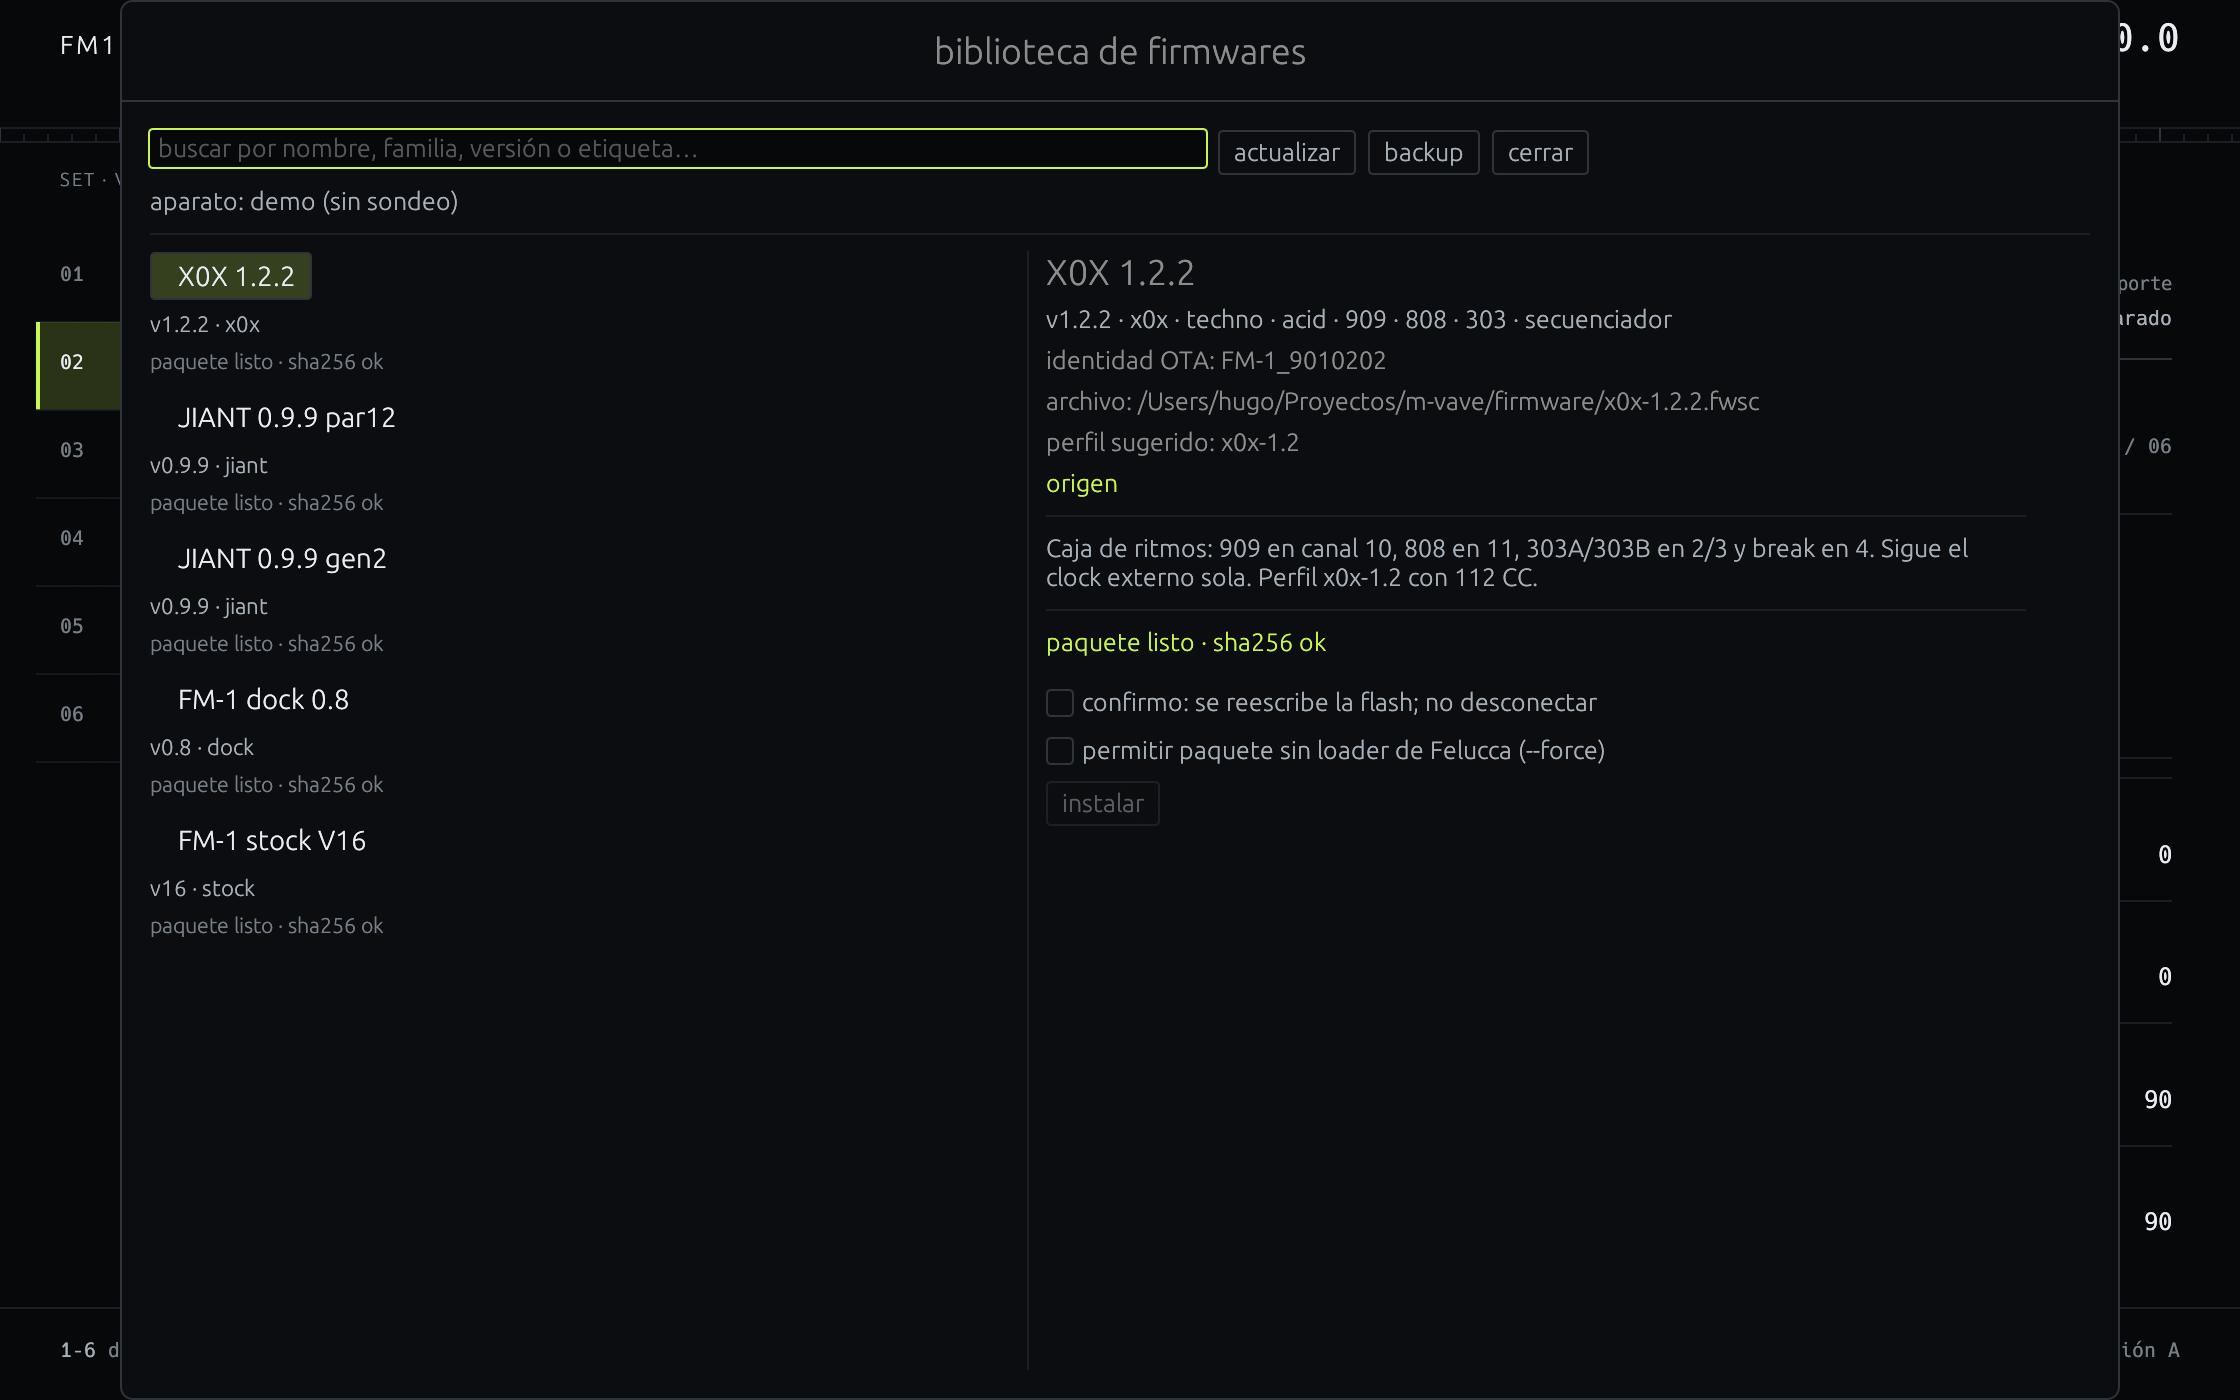 biblioteca de firmwares
FM1
0.0
buscar por nombre, familia, versión o etiqueta...
actualizar
backup
cerrar
SET ·
aparato: demo (sin sondeo)
01
02
03
04
05
06
X0X 1.2.2
v1.2.2 · x0x
paquete listo · sha256 ok
JIANT 0.9.9 par12
v0.9.9 · jiant
paquete listo · sha256 ok
JIANT 0.9.9 gen2
v0.9.9 · jiant
paquete listo · sha256 ok
FM-1 dock 0.8
v0.8 · dock
paquete listo · sha256 ok
FM-1 stock V16
v16 · stock
paquete listo · sha256 ok
X0X 1.2.2
v1.2.2 · x0x · techno · acid · 909 · 808 · 303 · secuenciador
identidad OTA: FM-1_9010202
archivo: /Users/hugo/Proyectos/m-vave/firmware/x0x-1.2.2.fwsc
perfil sugerido: x0x-1.2
origen
Caja de ritmos: 909 en canal 10, 808 en 11, 303A/303B en 2/3 y break en 4. Sigue el
clock externo sola. Perfil x0x-1.2 con 112 CC.
paquete listo · sha256 ok
confirmo: se reescribe la flash; no desconectar
permitir paquete sin loader de Felucca (--force)
instalar
porte
arado
/ 06
0
0
90
90
1-6 d
ión A